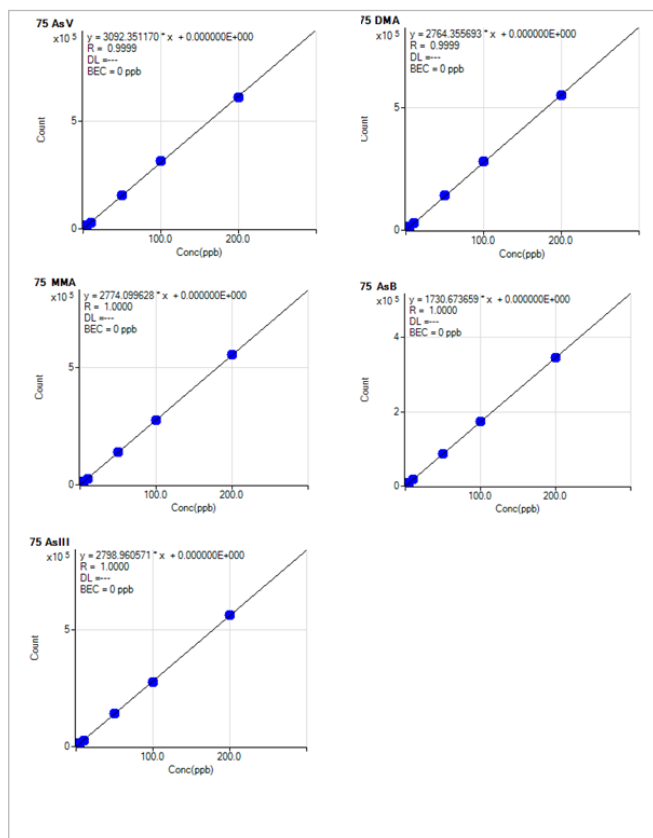 75 AsV
x10 5
y = 3092.351170 * x + 0.000000E+000
R = 0.9999
DL =---
BEC = 0 ppb
Count
5
0
100.0
200.0
Conc(ppb)
75 DMA
x10 5
y = 2764.355693 * x + 0.000000E+000
R = 0.9999
DL =---
BEC = 0 ppb
Count
5
0
100.0
200.0
Conc(ppb)
75 MMA
x10 5
y = 2774.099628 * x + 0.000000E+000
R = 1.0000
DL =---
BEC = 0 ppb
Count
5
0
100.0
200.0
Conc(ppb)
75 AsB
x10 5
y = 1730.673659 * x + 0.000000E+000
R = 1.0000
DL =---
BEC = 0 ppb
Count
4
2
0
100.0
200.0
Conc(ppb)
75 AsIII
x10 5
y = 2798.960571 * x + 0.000000E+000
R = 1.0000
DL =---
BEC = 0 ppb
Count
5
0
100.0
200.0
Conc(ppb)